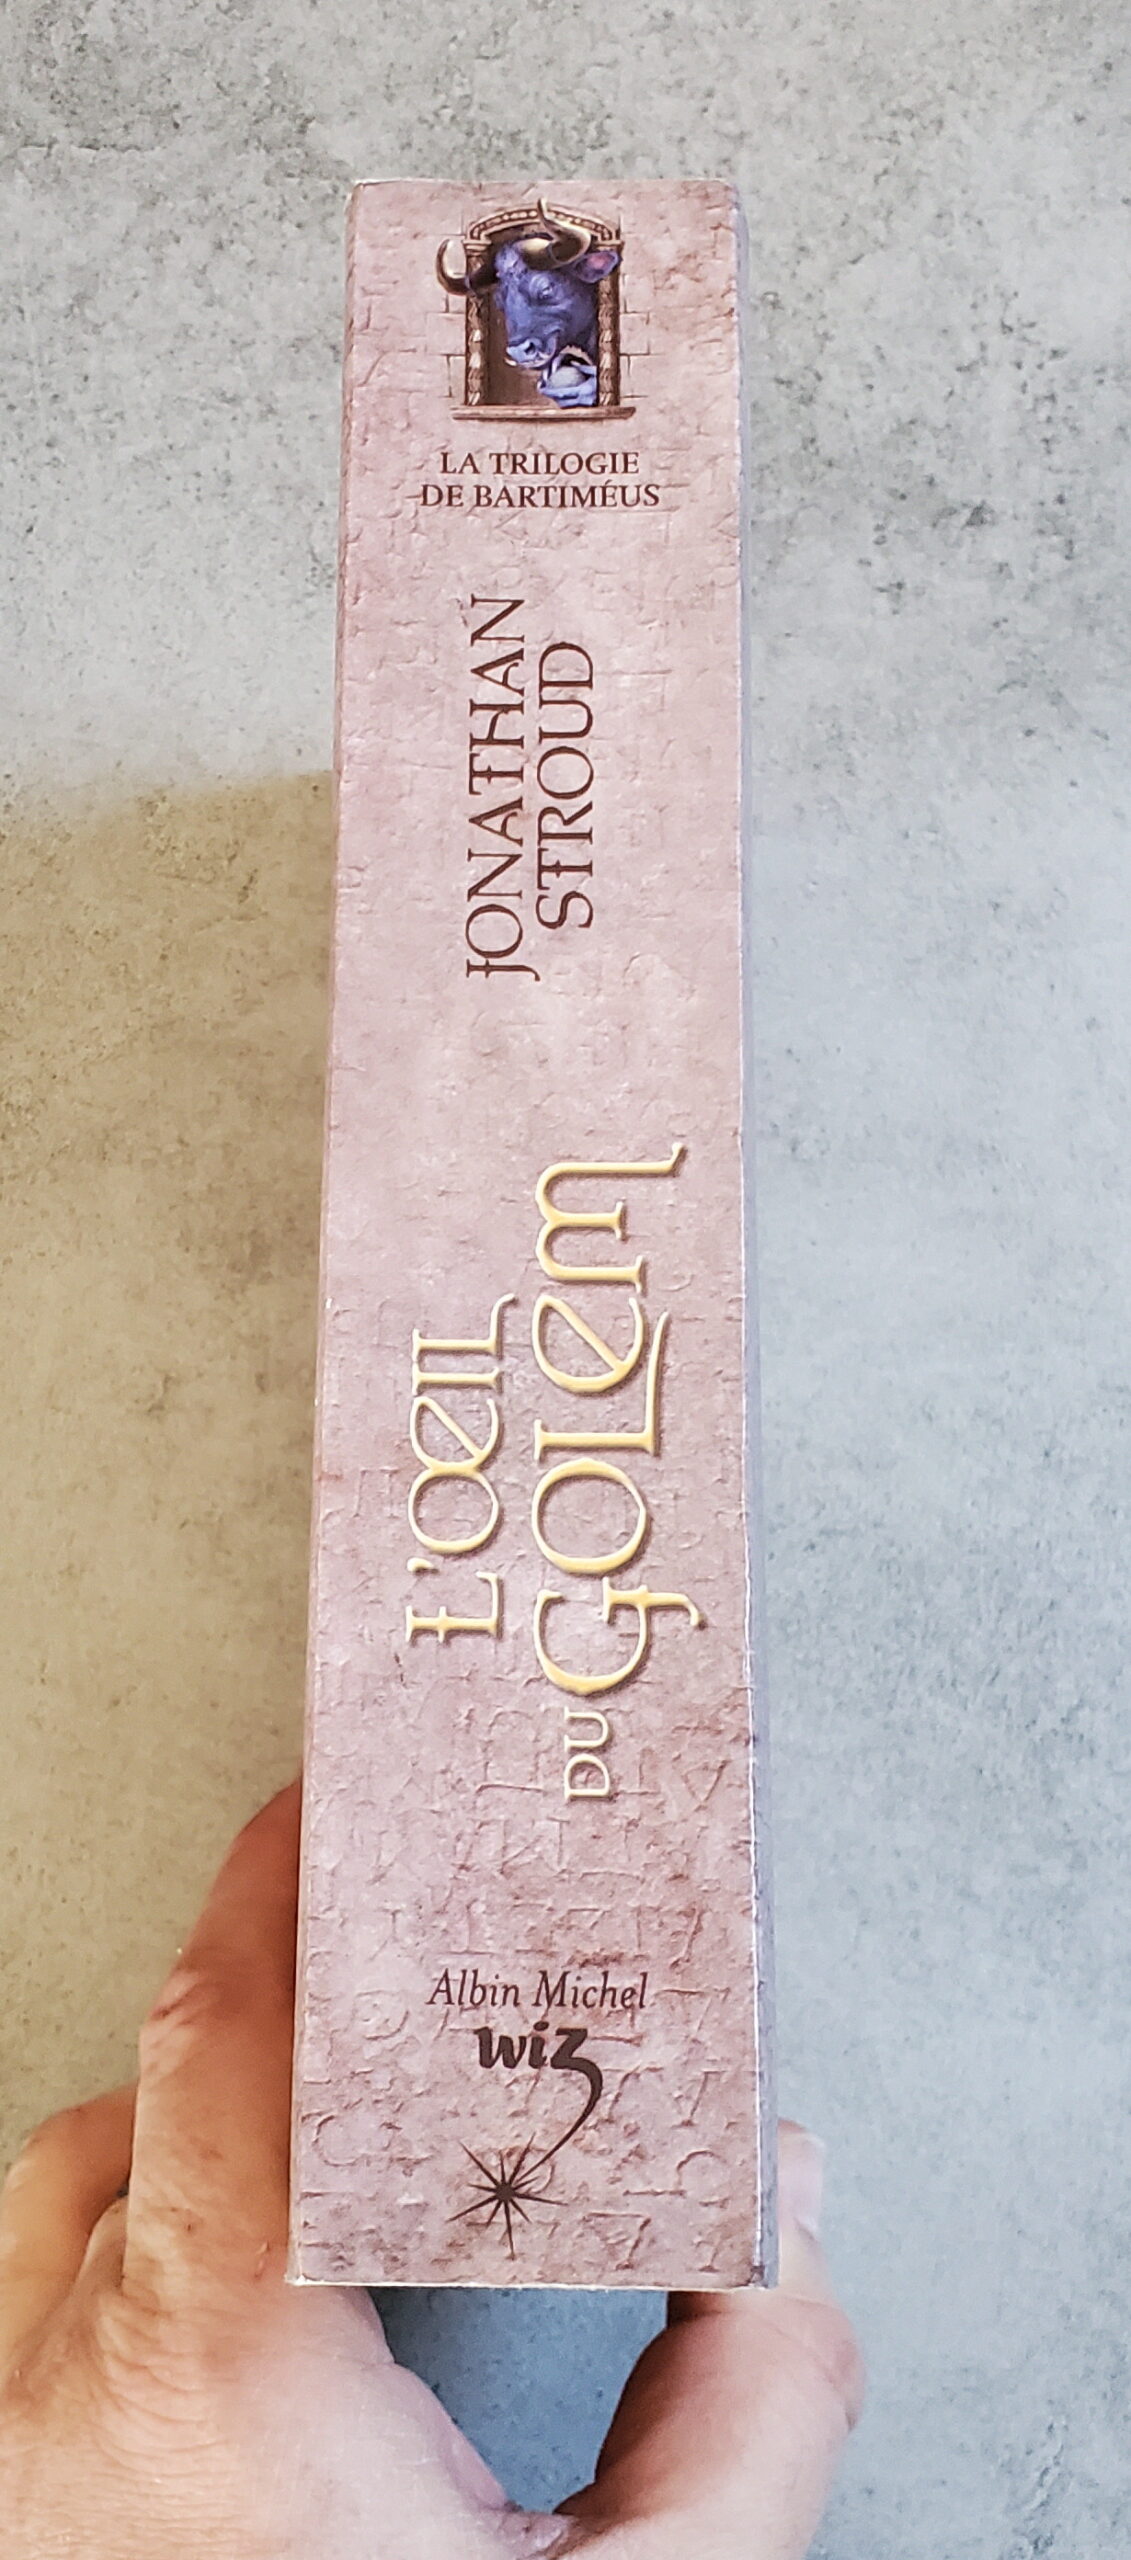 LA TRILOGIE
DE BARTIMÉUS
JONATHAN
STROUD
L'ŒIL
DU GOLEM
Albin Michel
wiz